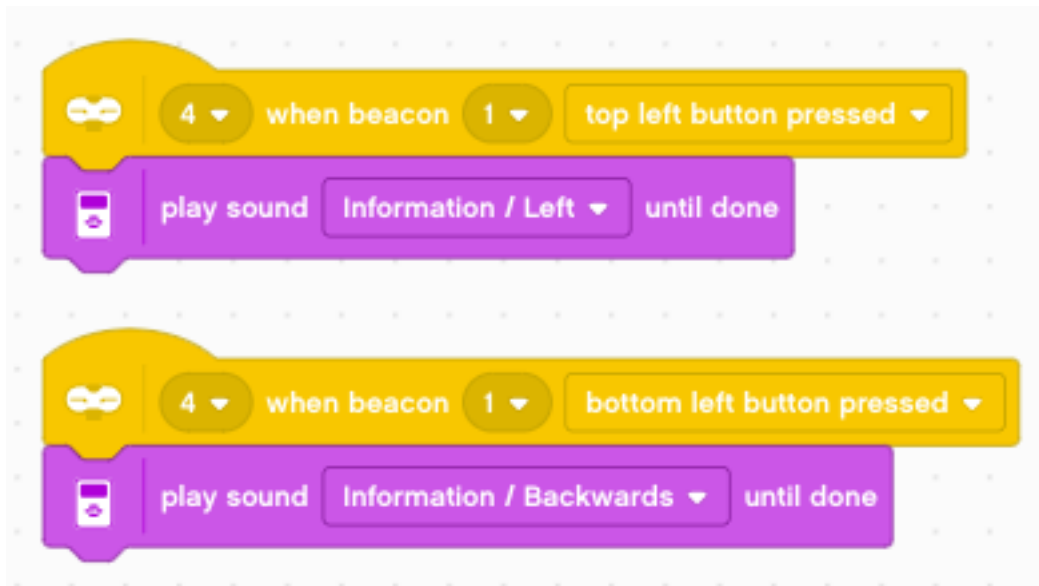 4 when beacon 1 top left button pressed
play sound Information / Left until done
4 when beacon 1 bottom left button pressed
play sound Information / Backwards until done